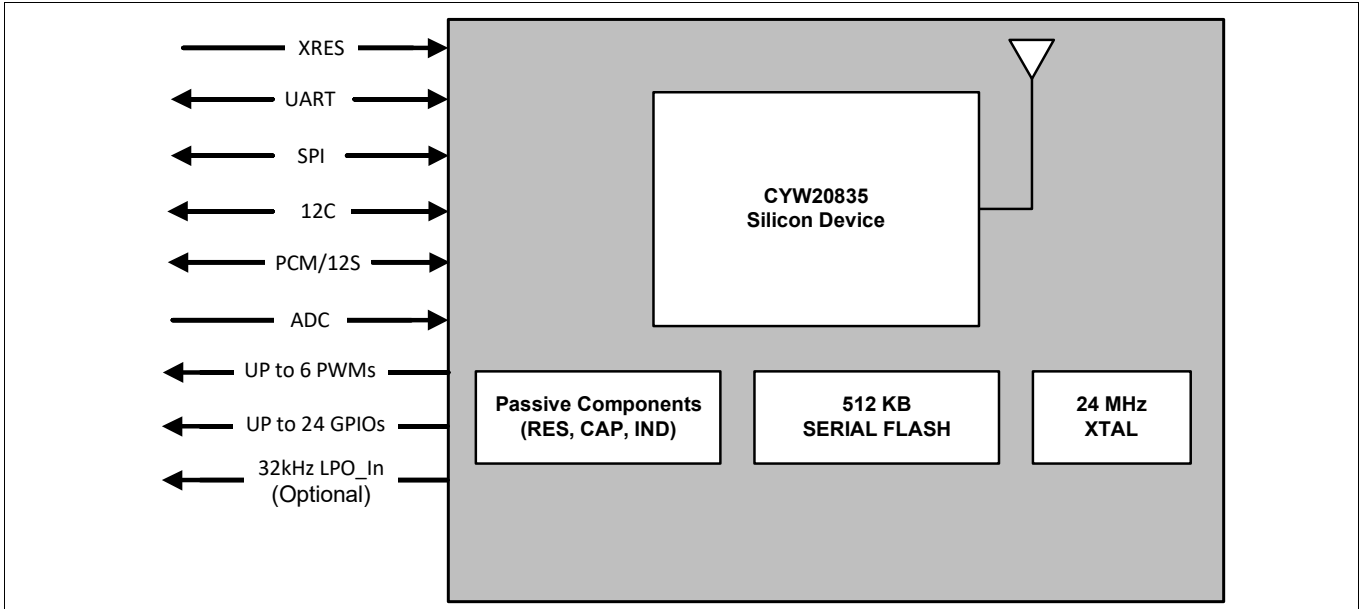 XRES
UART
SPI
12C
PCM/12S
ADC
UP to 6 PWMs
UP to 24 GPIOs
32kHz LPO_In
(Optional)
CYW20835
Silicon Device
Passive Components
(RES, CAP, IND)
512 KB
SERIAL FLASH
24 MHz
XTAL